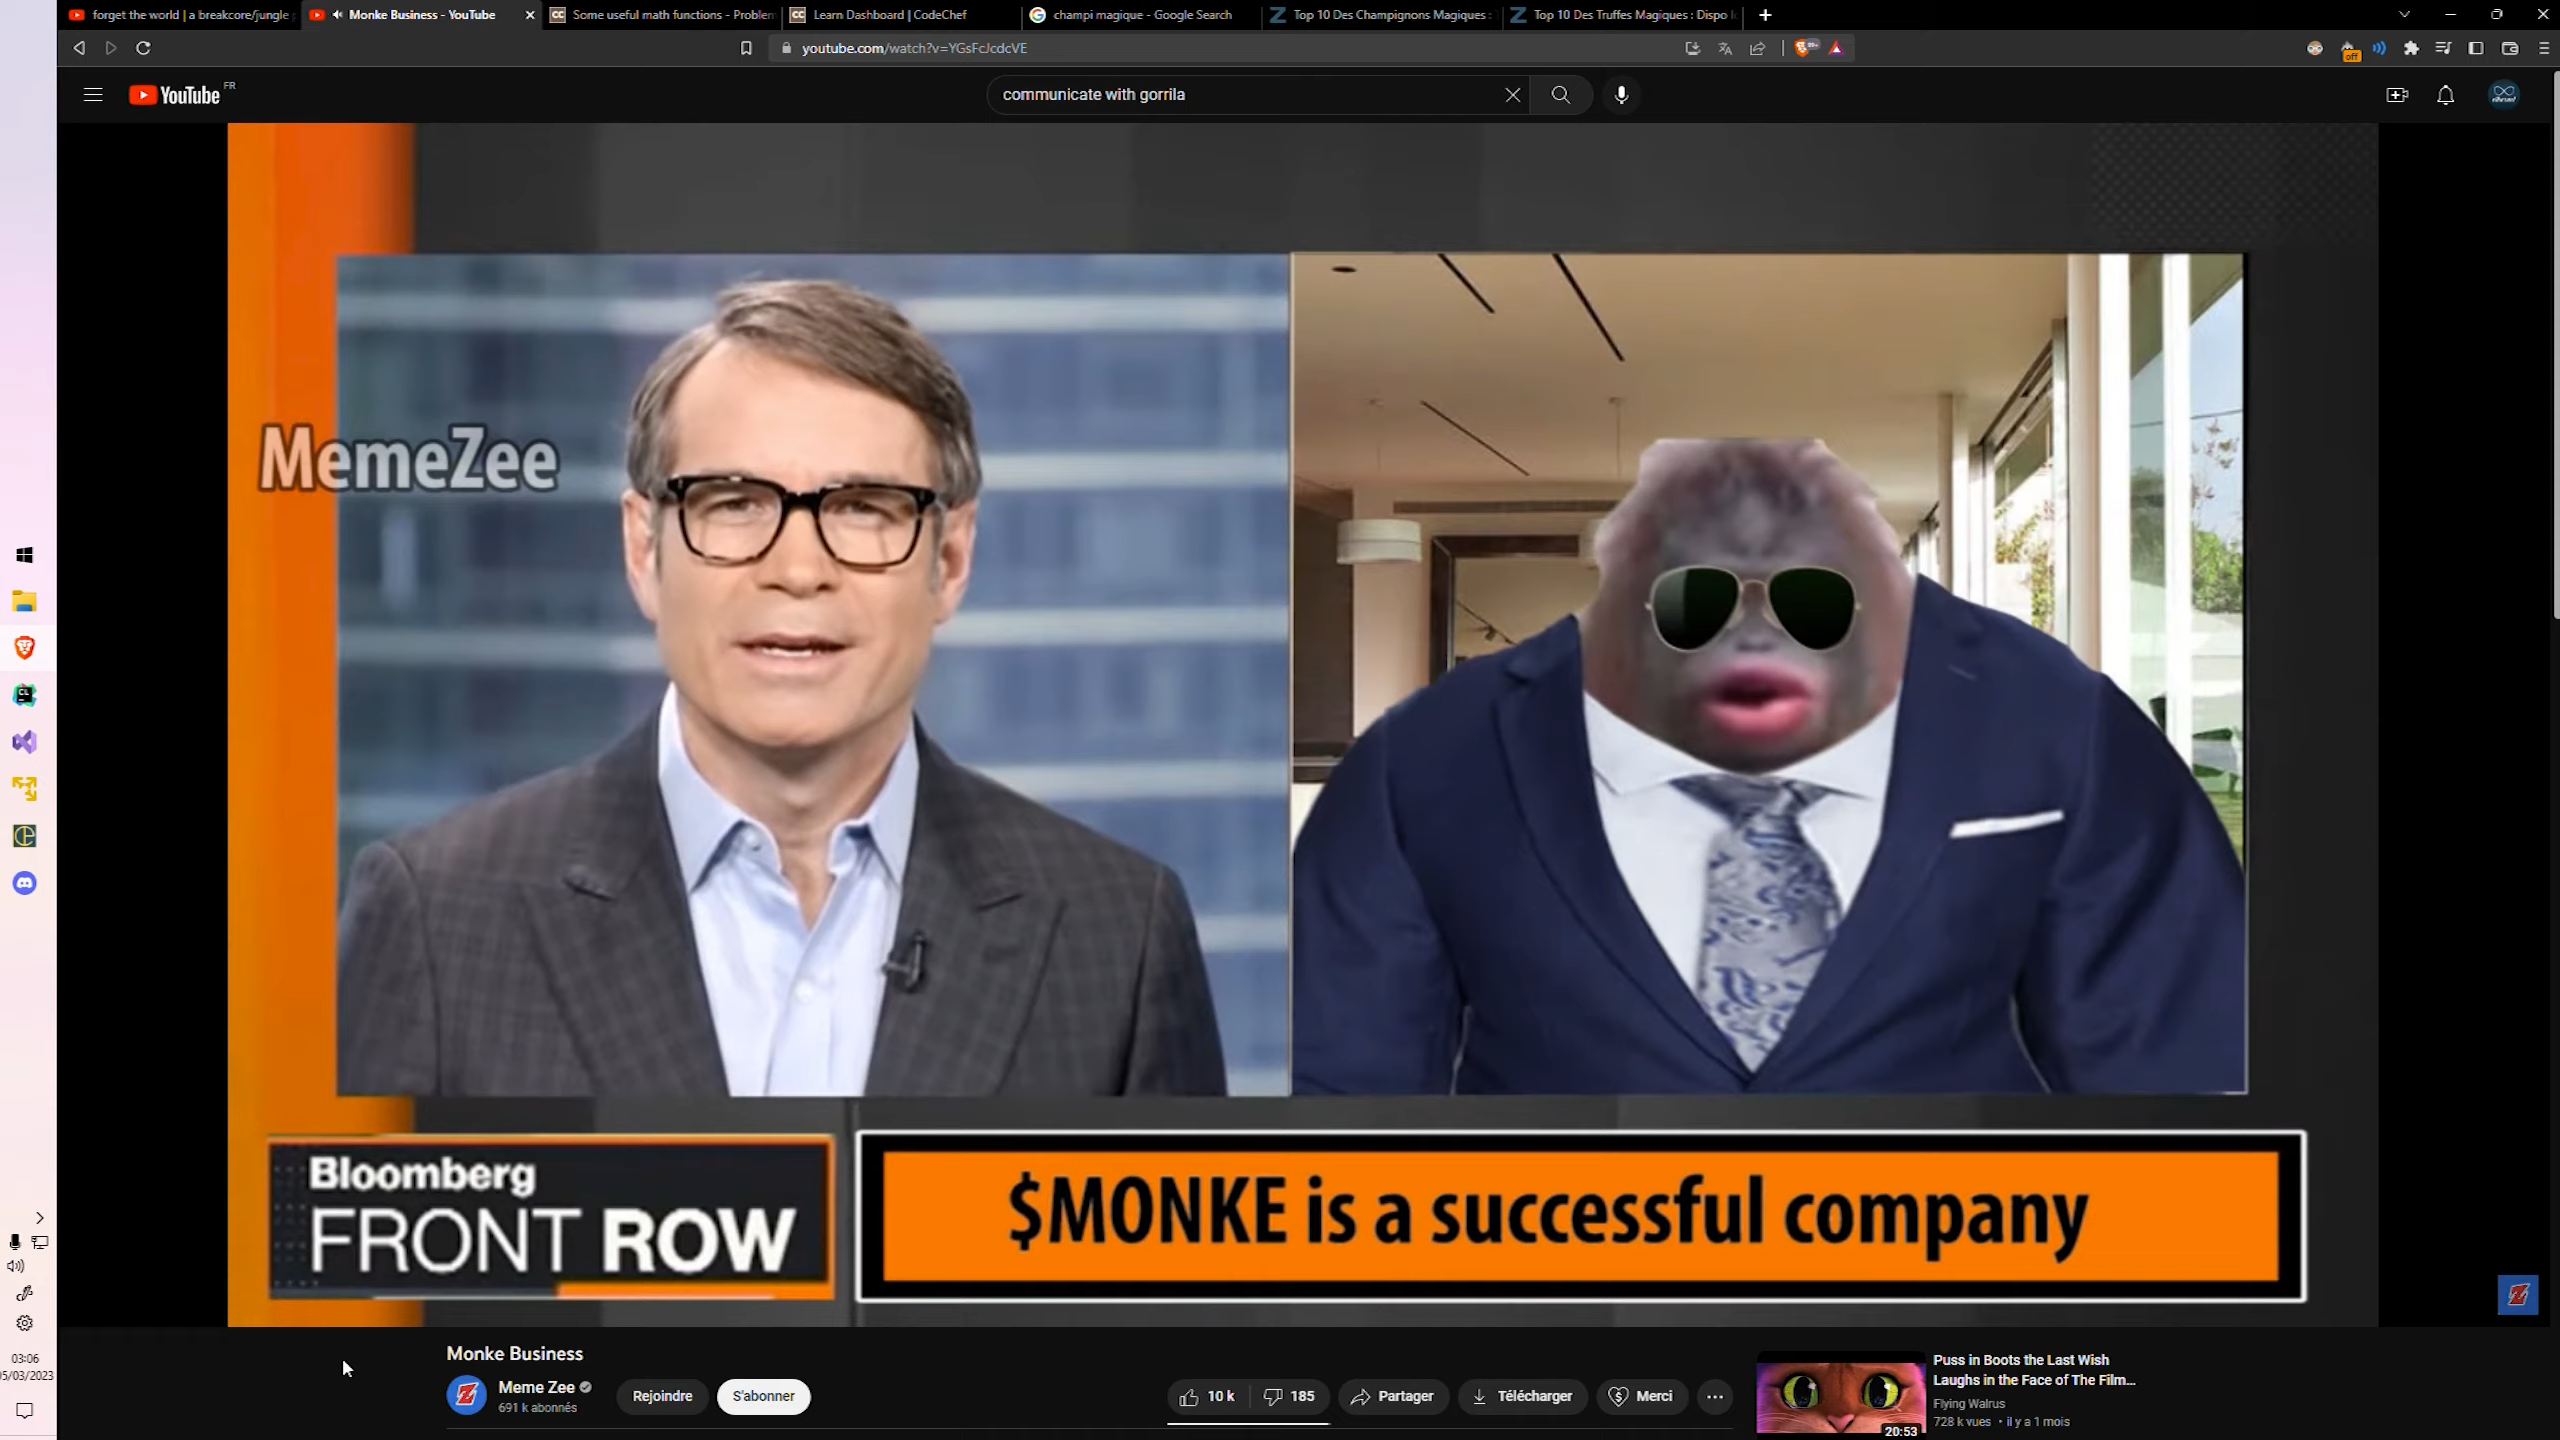 forget the world | a breakcore/jungle
Monke Business - YouTube
Some useful math functions - Problem
Learn Dashboard | CodeChef
champi magique - Google Search
Top 10 Des Champignons Magiques :
Top 10 Des Truffes Magiques : Dispo
youtube.com/watch?v=YGsFcJcdcVE
99+
off
YouTube FR
communicate with gorrila
MemeZee
Bloomberg
FRONT ROW
$MONKE is a successful company
03:06
5/03/2023
Monke Business
Meme Zee
691 k abonnés
Rejoindre
S'abonner
10 k
185
Partager
Télécharger
Merci
20:53
Puss in Boots the Last Wish
Laughs in the Face of The Film...
Flying Walrus
728 k vues • il y a 1 mois